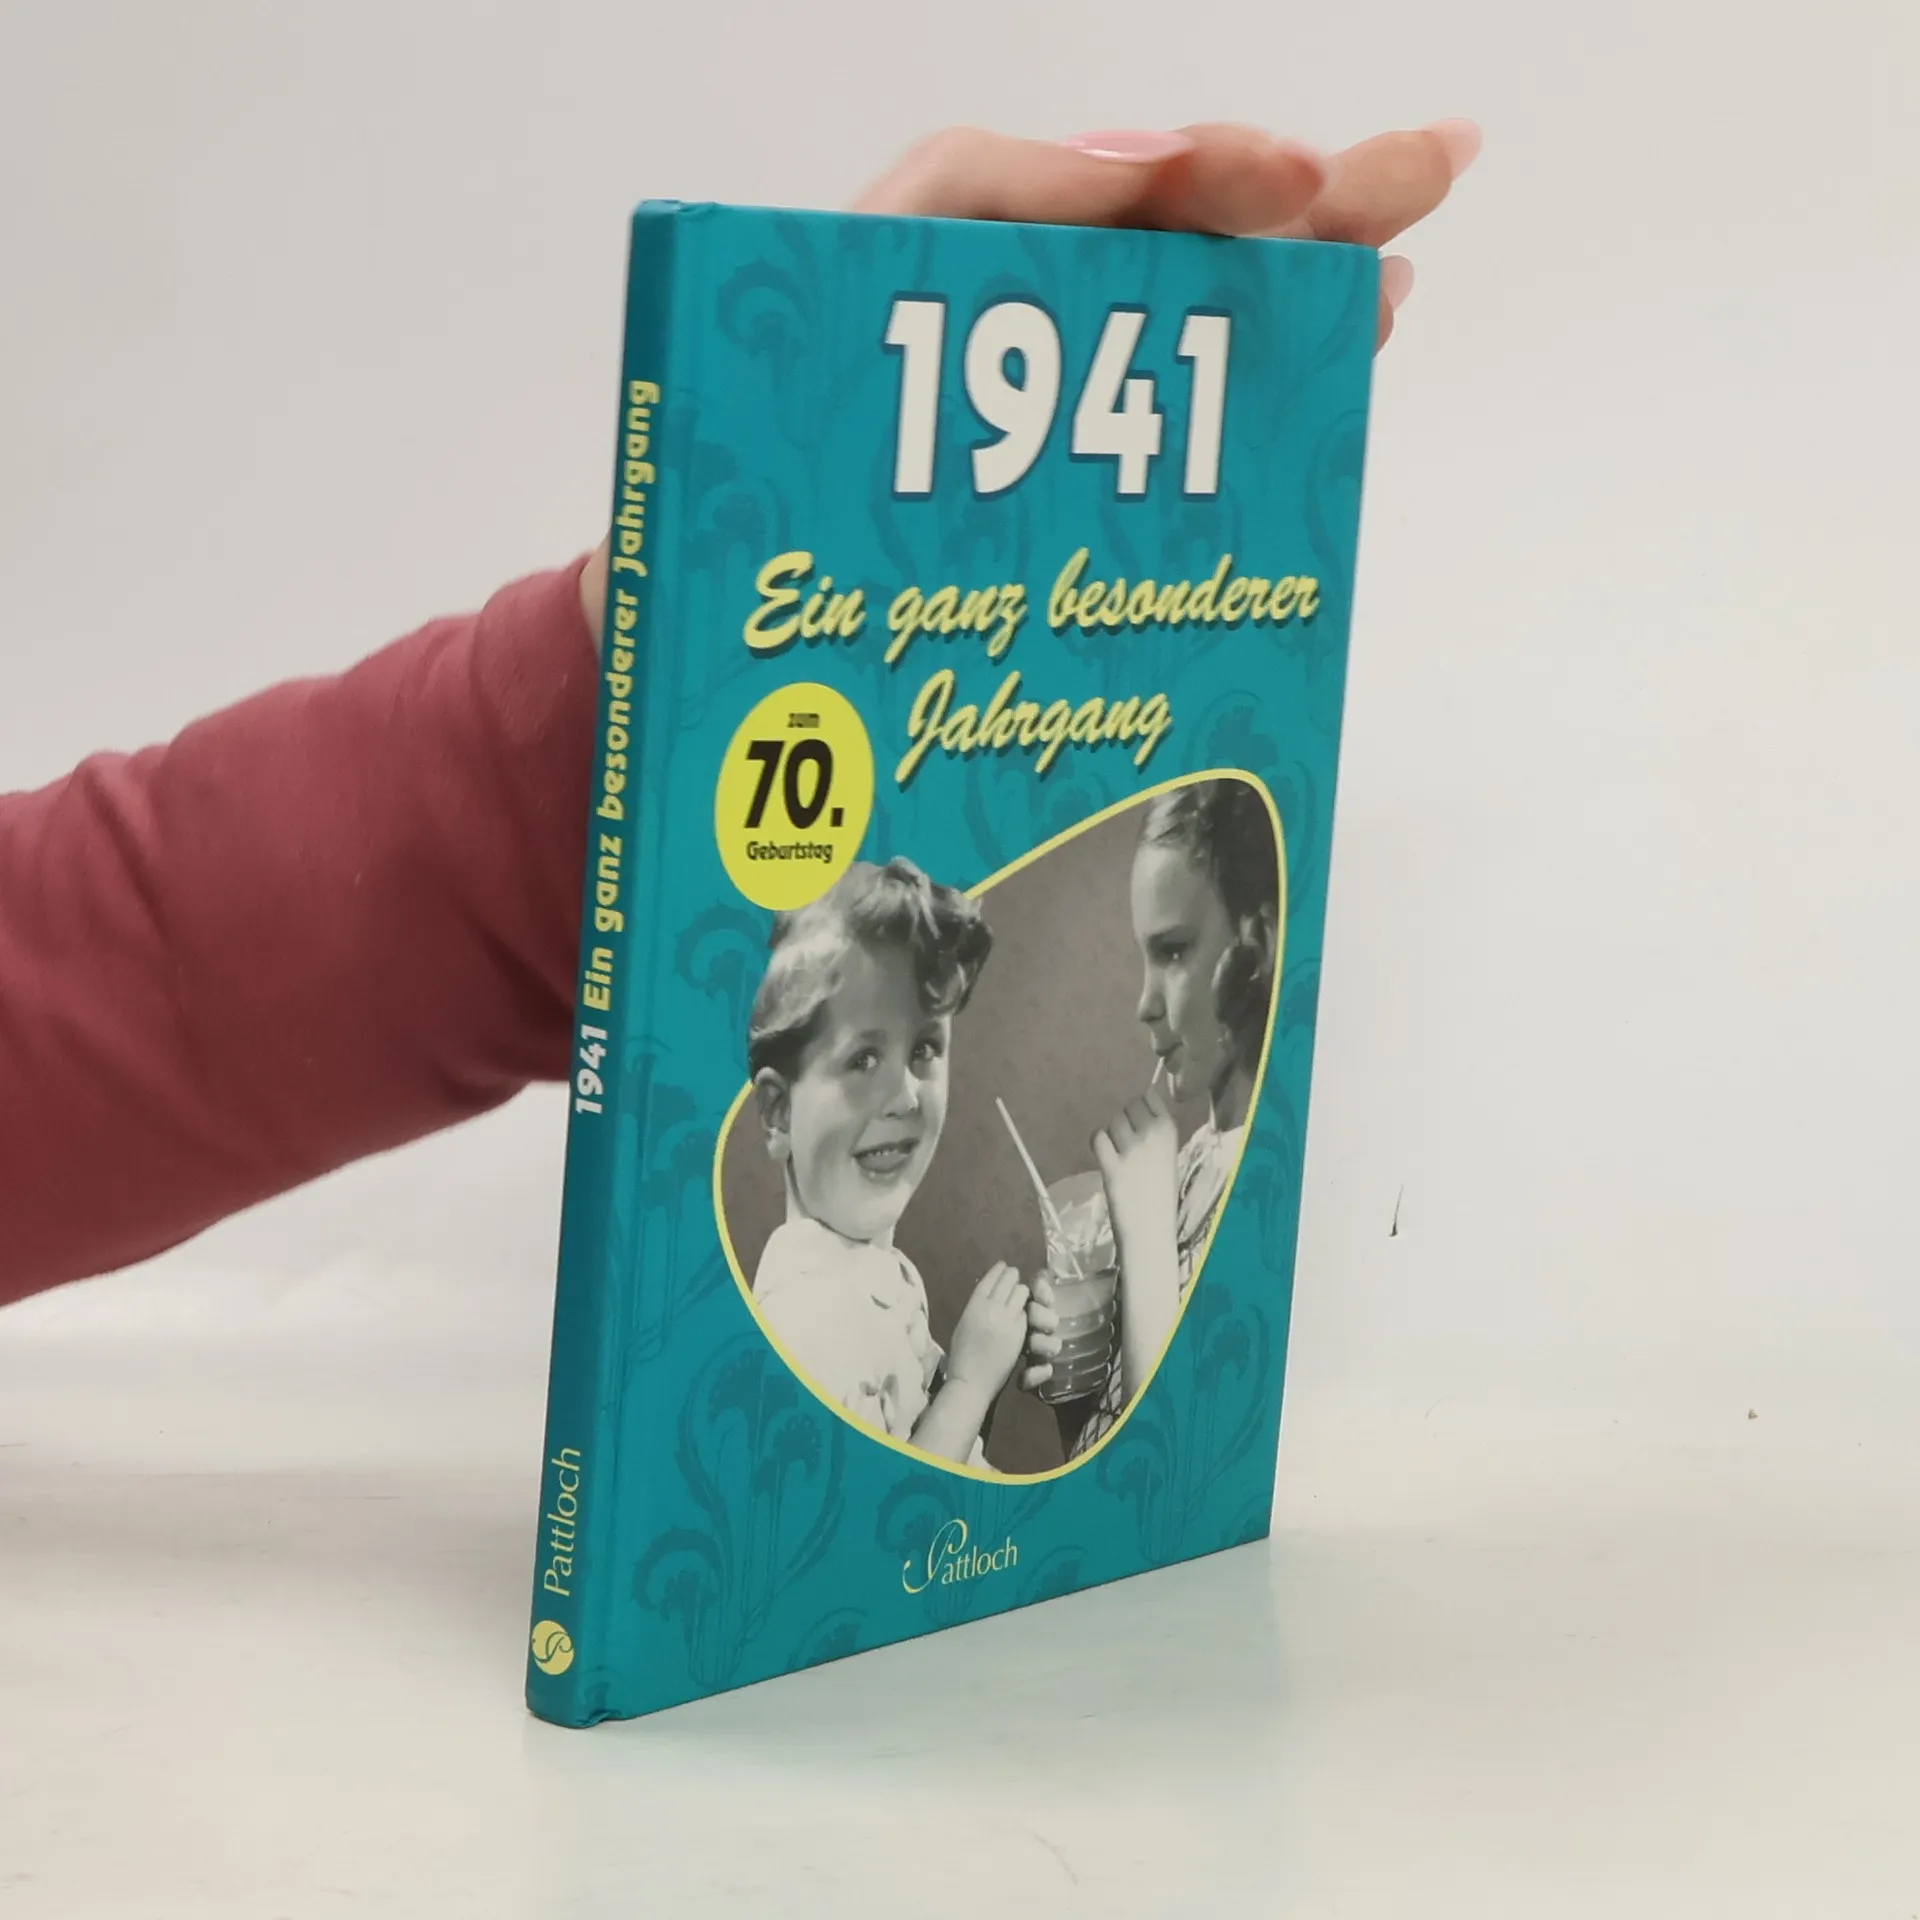 1941
Ein ganz besonderer
Jahrgang
zum
70.
Geburtstag
Pattloch
1941 Ein ganz besonderer Jahrgang
Pattloch